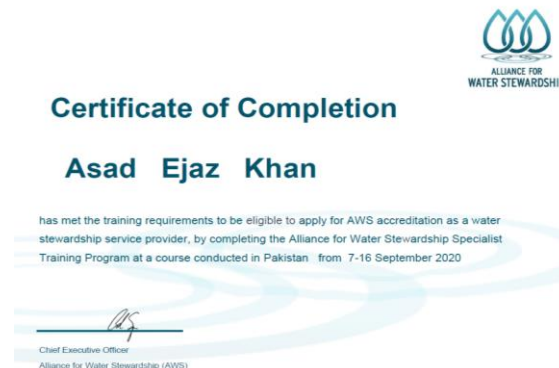 ALLIANCE FOR
WATER STEWARDSHI
Certificate of Completion
Asad Ejaz Khan
has met the training requirements to be eligible to apply for AWS accreditation as a water
stewardship service provider, by completing the Alliance for Water Stewardship Specialist
Training Program at a course conducted in Pakistan from 7-16 September 2020
Chief Executive Officer
Alliance for Water Stewardship (AWS)